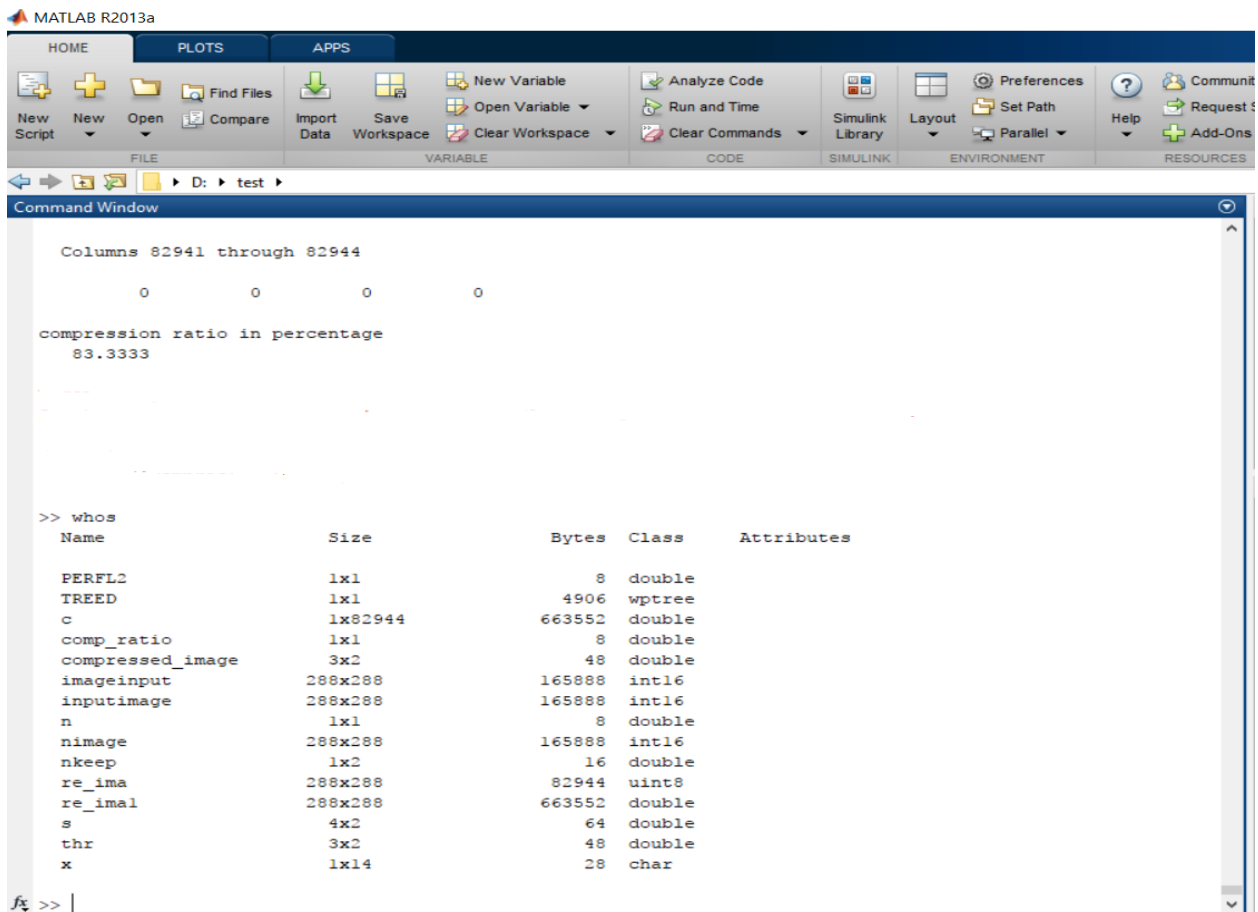 MATLAB R2013a
HOME PLOTS APPS
New Script
New
Open
Find Files
Compare
FILE
Import Data
Save Workspace
New Variable
Open Variable
Clear Workspace
VARIABLE
Analyze Code
Run and Time
Clear Commands
CODE
Simulink Library
SIMULINK
Layout
Preferences
Set Path
Parallel
ENVIRONMENT
? Help
Communit
Request S
Add-Ons
RESOURCES
D: test
Command Window
Columns 82941 through 82944
0 0 0 0
compression ratio in percentage
83.3333
>> whos
Name Size Bytes Class Attributes
PERFL2 1x1 8 double
TREED 1x1 4906 wptree
c 1x82944 663552 double
comp_ratio 1x1 8 double
compressed_image 3x2 48 double
imageinput 288x288 165888 int16
inputimage 288x288 165888 int16
n 1x1 8 double
nimage 288x288 165888 int16
nkeep 1x2 16 double
re_ima 288x288 82944 uint8
re_ima1 288x288 663552 double
s 4x2 64 double
thr 3x2 48 double
x 1x14 28 char
fx >>